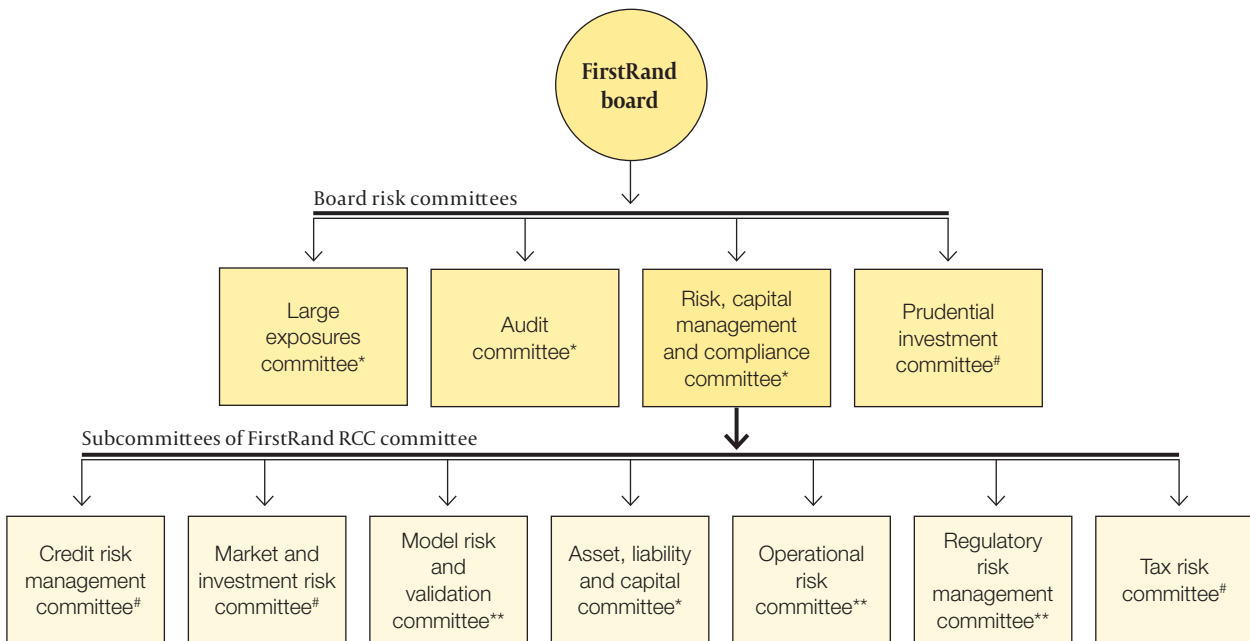 FirstRand
board
Board risk committees
Large
exposures
committee*
Audit
committee*
Risk, capital
management
and compliance
committee*
Prudential
investment
committee#
Subcommittees of FirstRand RCC committee
Credit risk
management
committee#
Market and
investment risk
committee#
Model risk
and
validation
committee**
Asset, liability
and capital
committee*
Operational
risk
committee**
Regulatory
risk
management
committee**
Tax risk
committee#